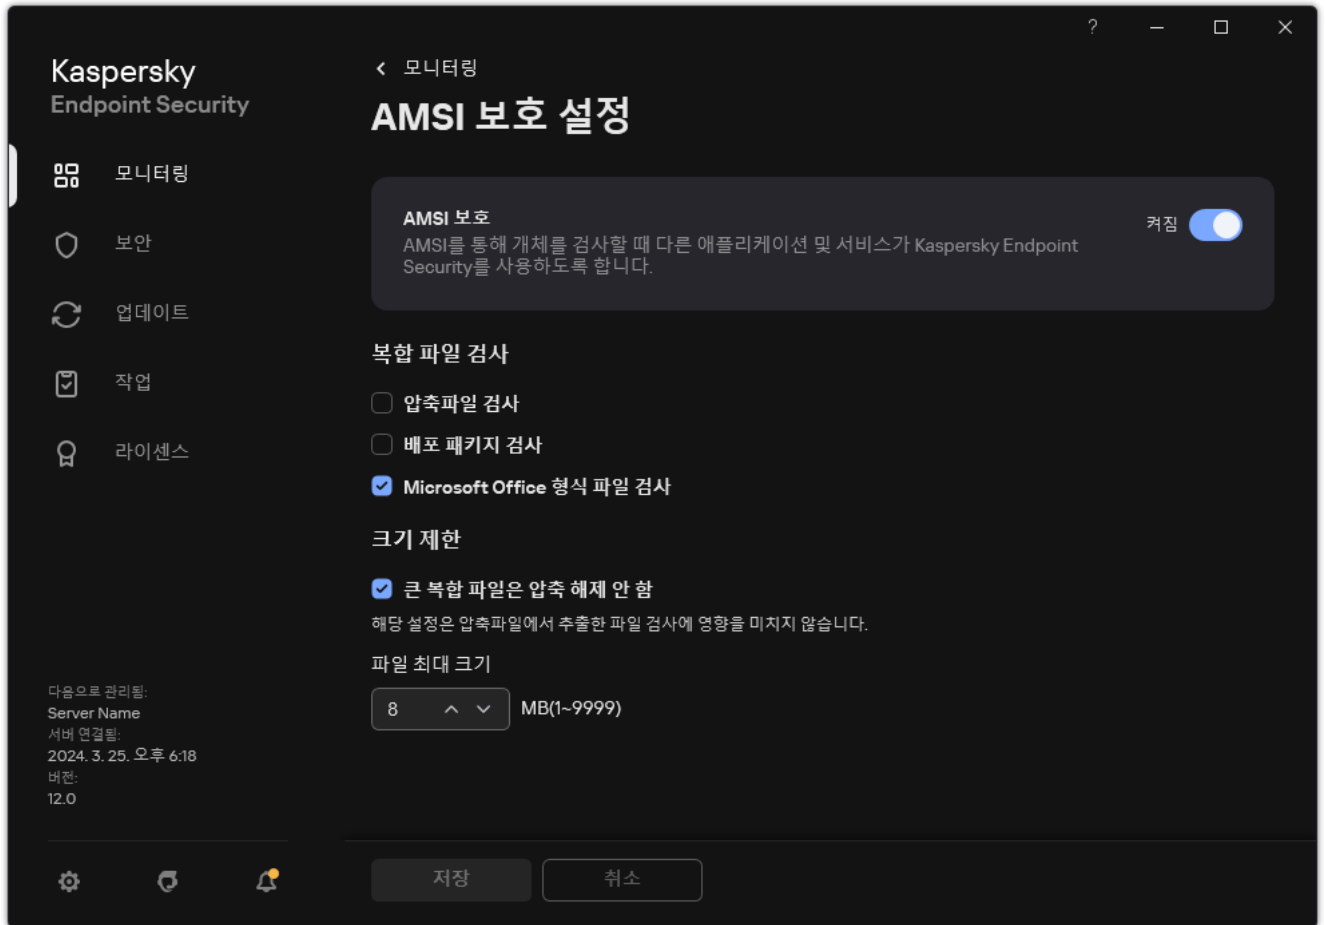 ?
Kaspersky
Endpoint Security
모니터링
보안
업데이트
작업
라이센스
다음으로 관리됨:
Server Name
서버 연결됨:
2024. 3. 25. 오후 6:18
버전:
12.0
모니터링
AMSI 보호 설정
AMSI 보호
AMSI를 통해 개체를 검사할 때 다른 애플리케이션 및 서비스가 Kaspersky Endpoint
Security를 사용하도록 합니다.
켜짐
복합 파일 검사
압축파일 검사
배포 패키지 검사
Microsoft Office 형식 파일 검사
크기 제한
큰 복합 파일은 압축 해제 안 함
해당 설정은 압축파일에서 추출한 파일 검사에 영향을 미치지 않습니다.
파일 최대 크기
8 MB(1~9999)
저장
취소